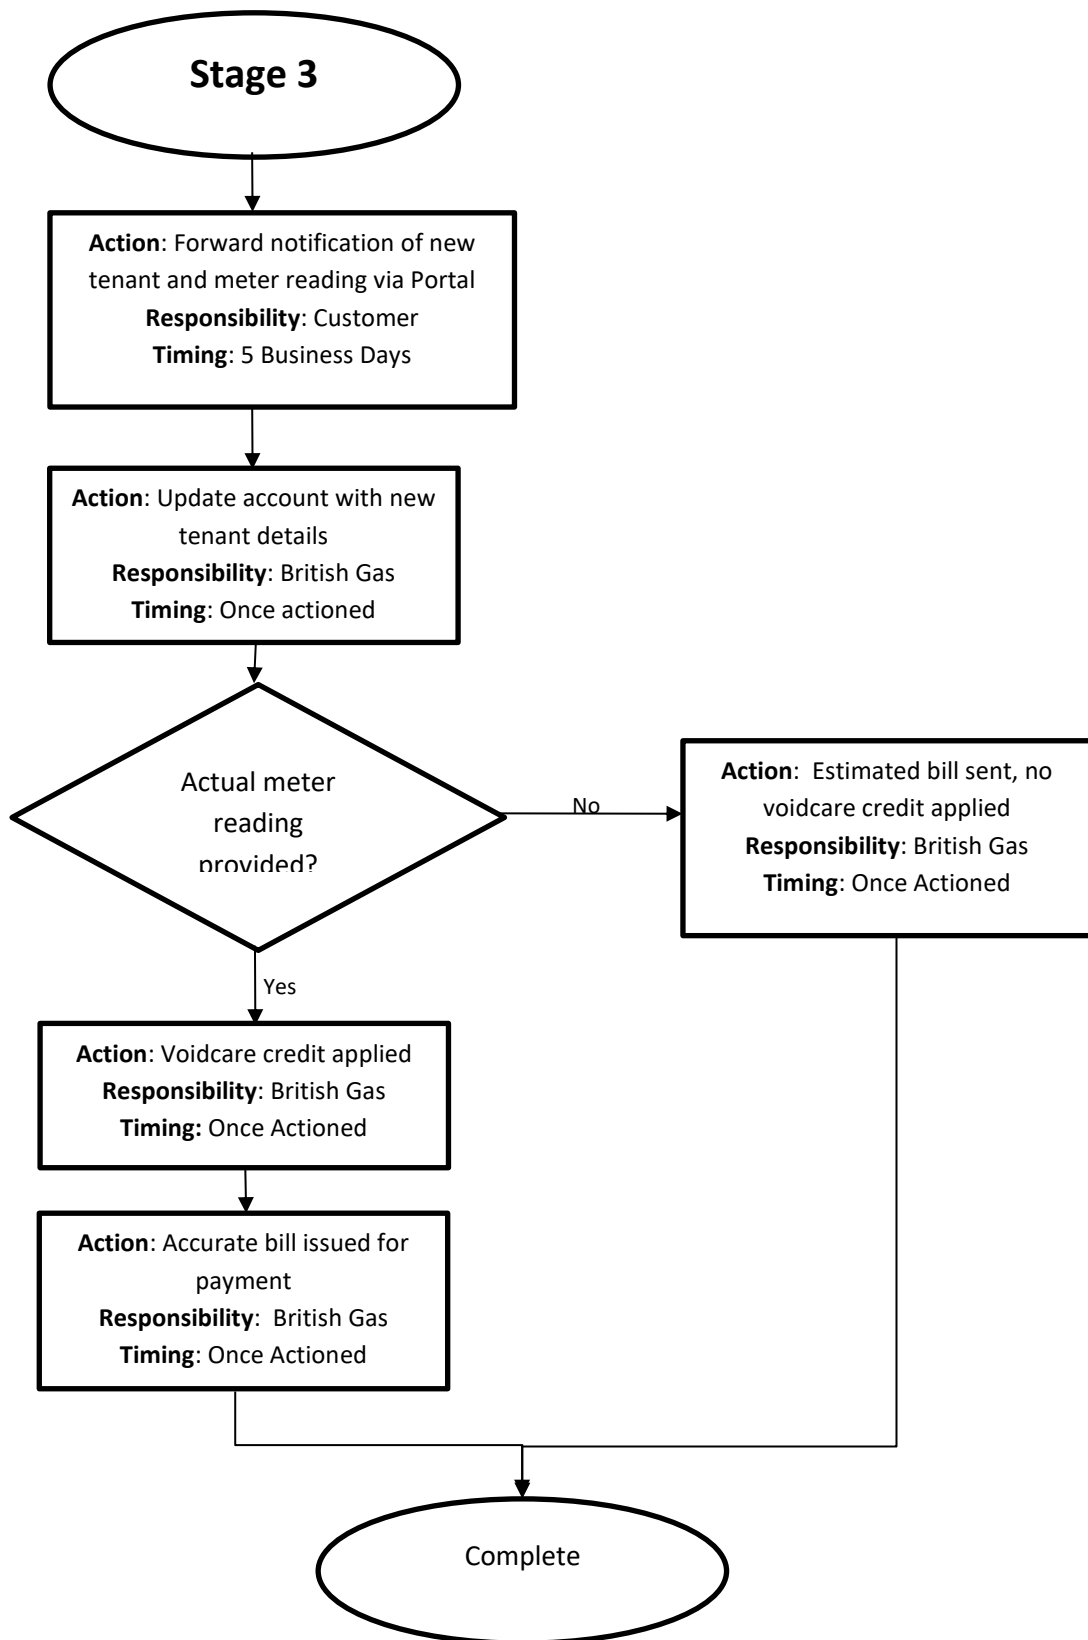 Stage 3
Action: Forward notification of new
tenant and meter reading via Portal
Responsibility: Customer
Timing: 5 Business Days
Action: Update account with new
tenant details
Responsibility: British Gas
Timing: Once actioned
Actual meter
reading
provided?
No
Action:  Estimated bill sent, no
voidcare credit applied
Responsibility: British Gas
Timing: Once Actioned
Yes
Action: Voidcare credit applied
Responsibility: British Gas
Timing: Once Actioned
Action: Accurate bill issued for
payment
Responsibility:  British Gas
Timing: Once Actioned
Complete